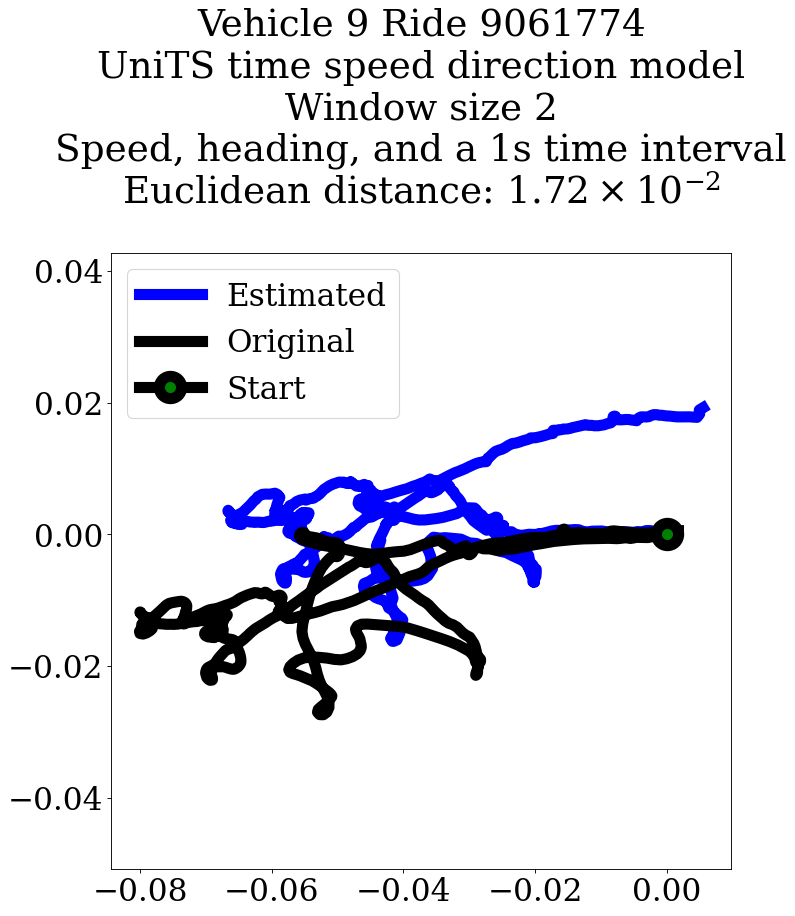 Vehicle 9 Ride 9061774
UniTS time speed direction model
Window size 2
Speed, heading, and a 1s time interval
Euclidean distance: 1.72 × 10⁻²
Estimated
Original
Start
0.04
0.02
0.00
−0.02
−0.04
−0.08
−0.06
−0.04
−0.02
0.00